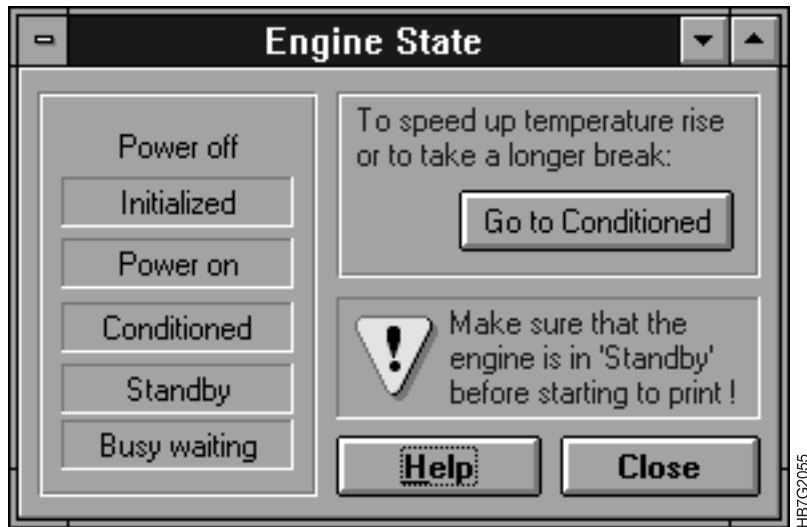 Engine State
Power off
Initialized
Power on
Conditioned
Standby
Busy waiting
To speed up temperature rise
or to take a longer break:
Go to Conditioned
Make sure that the
engine is in 'Standby'
before starting to print !
Help
Close
HR7G2055